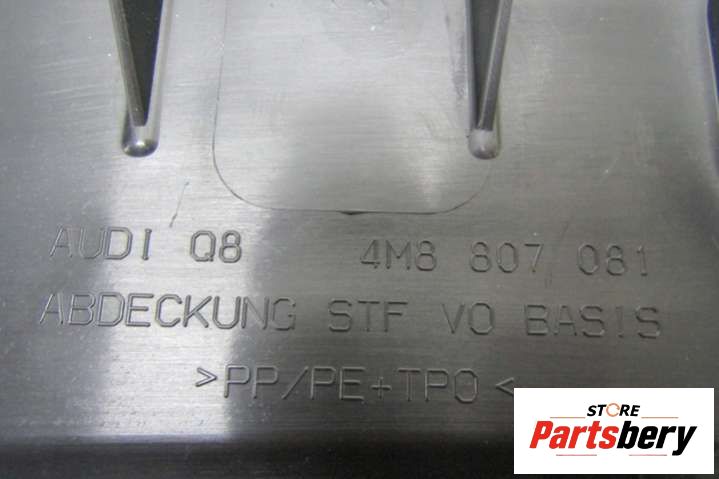 AUDI Q8 4M8 807 081
ABDECKUNG STF VO BASIS
>PP/PE+TPO<
STORE
Partsbery